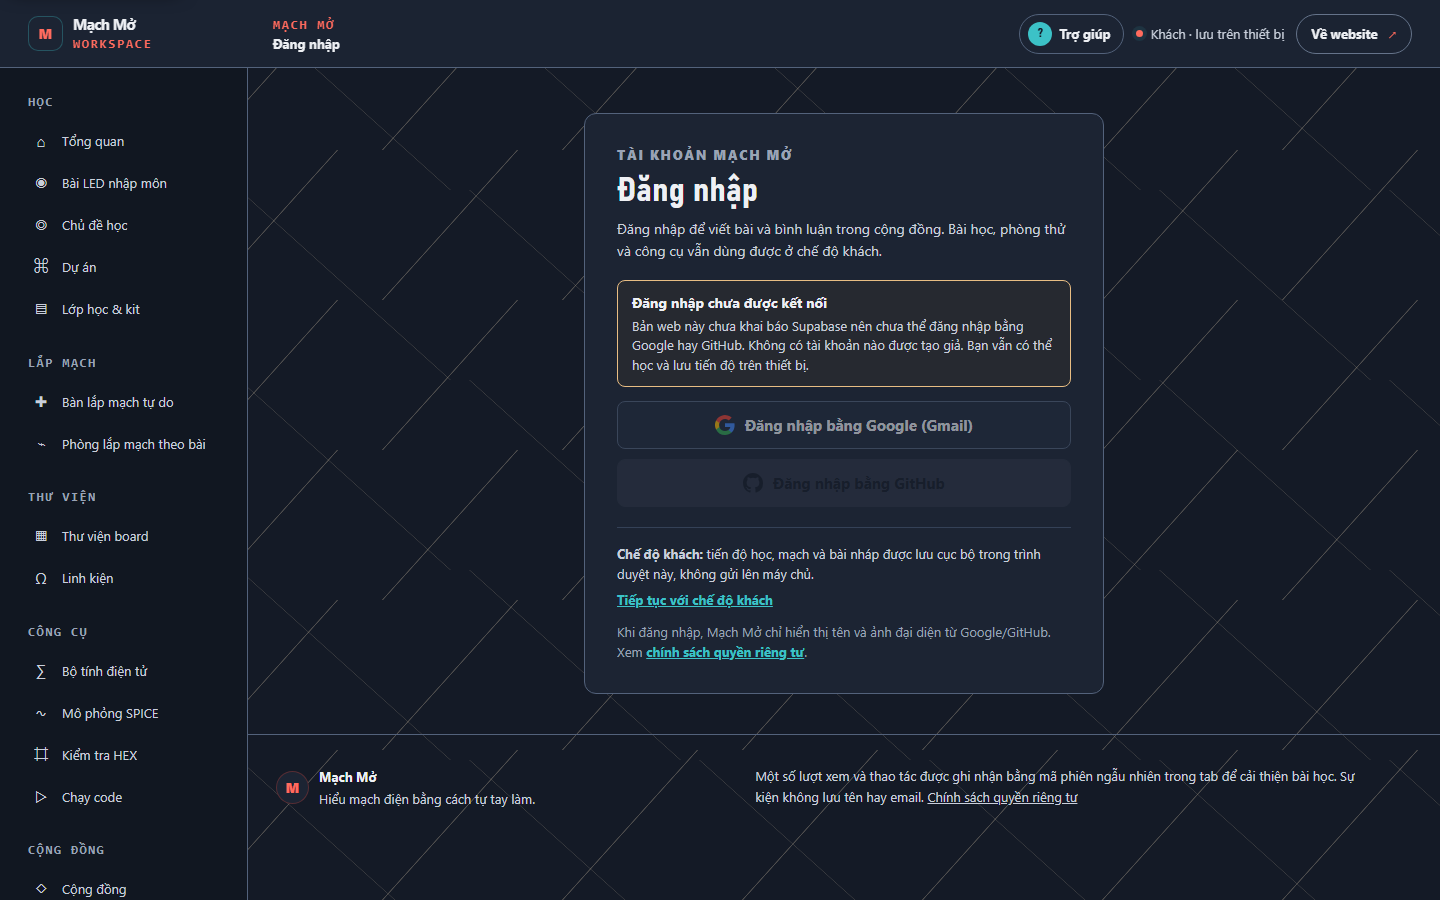 M
Mạch Mở
WORKSPACE
MẠCH MỞ
Đăng nhập
? Trợ giúp
Khách · lưu trên thiết bị
Về website ↗
HỌC
Tổng quan
Bài LED nhập môn
Chủ đề học
Dự án
Lớp học & kit
LẮP MẠCH
Bàn lắp mạch tự do
Phòng lắp mạch theo bài
THƯ VIỆN
Thư viện board
Linh kiện
CÔNG CỤ
Bộ tính điện tử
Mô phỏng SPICE
Kiểm tra HEX
Chạy code
CỘNG ĐỒNG
Cộng đồng
TÀI KHOẢN MẠCH MỞ
Đăng nhập
Đăng nhập để viết bài và bình luận trong cộng đồng. Bài học, phòng thử
và công cụ vẫn dùng được ở chế độ khách.
Đăng nhập chưa được kết nối
Bản web này chưa khai báo Supabase nên chưa thể đăng nhập bằng
Google hay GitHub. Không có tài khoản nào được tạo giả. Bạn vẫn có thể
học và lưu tiến độ trên thiết bị.
Đăng nhập bằng Google (Gmail)
Đăng nhập bằng GitHub
Chế độ khách: tiến độ học, mạch và bài nháp được lưu cục bộ trong trình
duyệt này, không gửi lên máy chủ.
Tiếp tục với chế độ khách
Khi đăng nhập, Mạch Mở chỉ hiển thị tên và ảnh đại diện từ Google/GitHub.
Xem chính sách quyền riêng tư.
M
Mạch Mở
Hiểu mạch điện bằng cách tự tay làm.
Một số lượt xem và thao tác được ghi nhận bằng mã phiên ngẫu nhiên trong tab để cải thiện bài học. Sự
kiện không lưu tên hay email. Chính sách quyền riêng tư